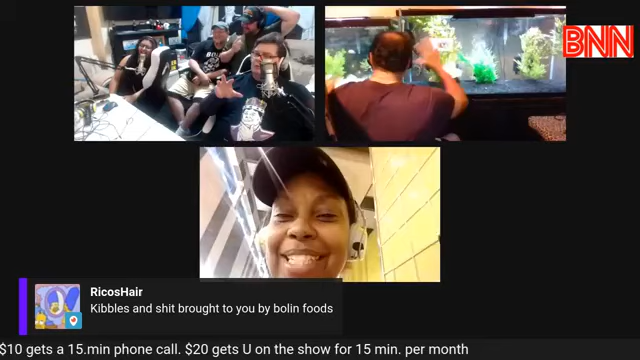 BNN
RicosHair
Kibbles and shit brought to you by bolin foods
$10 gets a 15.min phone call. $20 gets U on the show for 15 min. per month